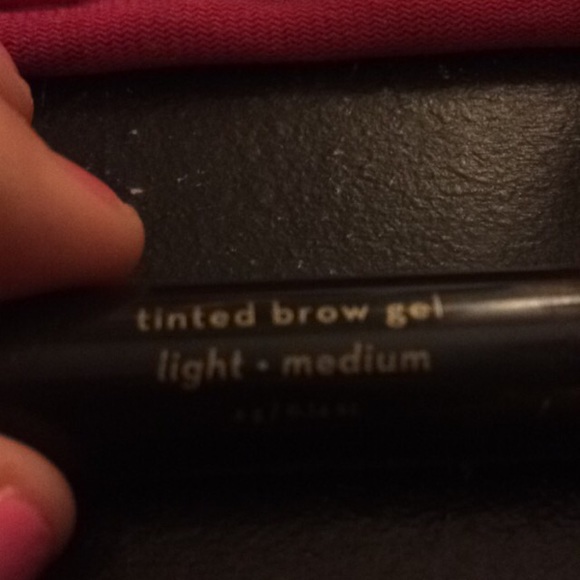 tinted brow gel
light • medium